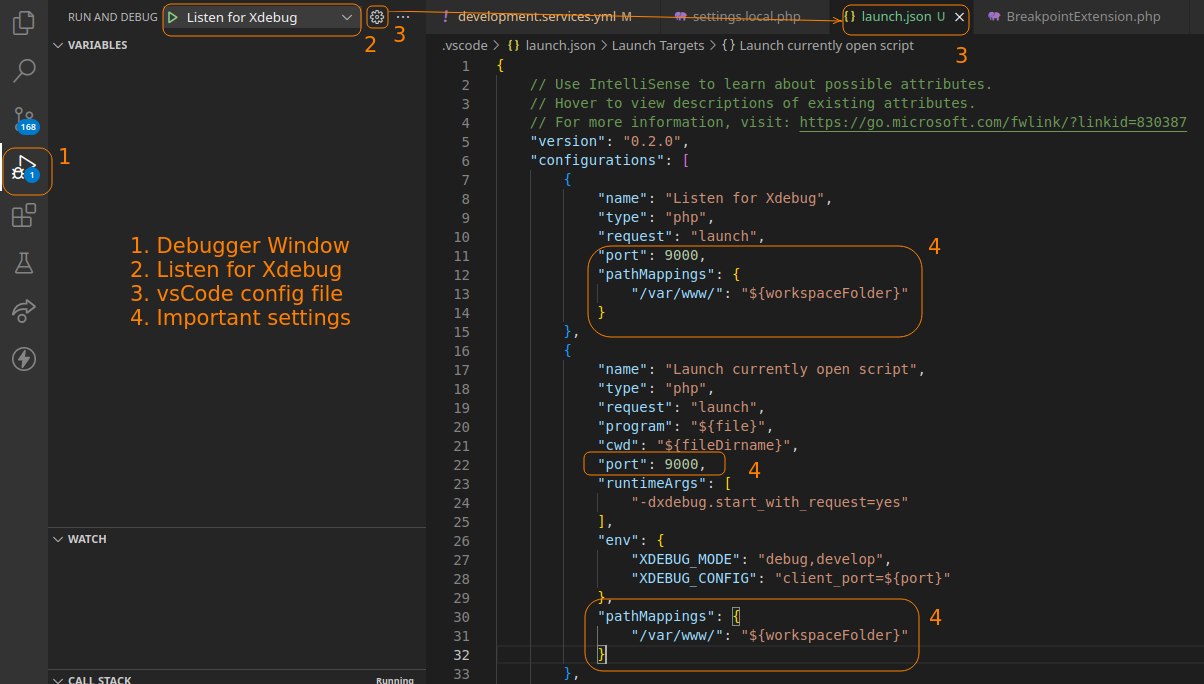 RUN AND DEBUG Listen for Xdebug 2 3
VARIABLES
168
1
1
1. Debugger Window
2. Listen for Xdebug
3. vsCode config file
4. Important settings
WATCH
CALL STACK Running
development.services.yml M settings.local.php launch.json U BreakpointExtension.php
3
.vscode > {} launch.json > Launch Targets > {} Launch currently open script
1 {
2 // Use IntelliSense to learn about possible attributes.
3 // Hover to view descriptions of existing attributes.
4 // For more information, visit: https://go.microsoft.com/fwlink/?linkid=830387
5 "version": "0.2.0",
6 "configurations": [
7 {
8 "name": "Listen for Xdebug",
9 "type": "php",
10 "request": "launch",
11 "port": 9000, 4
12 "pathMappings": {
13 "/var/www/": "${workspaceFolder}"
14 }
15 },
16 {
17 "name": "Launch currently open script",
18 "type": "php",
19 "request": "launch",
20 "program": "${file}",
21 "cwd": "${fileDirname}",
22 "port": 9000, 4
23 "runtimeArgs": [
24 "-dxdebug.start_with_request=yes"
25 ],
26 "env": {
27 "XDEBUG_MODE": "debug,develop",
28 "XDEBUG_CONFIG": "client_port=${port}"
29 },
30 "pathMappings": { 4
31 "/var/www/": "${workspaceFolder}"
32 }
33 },